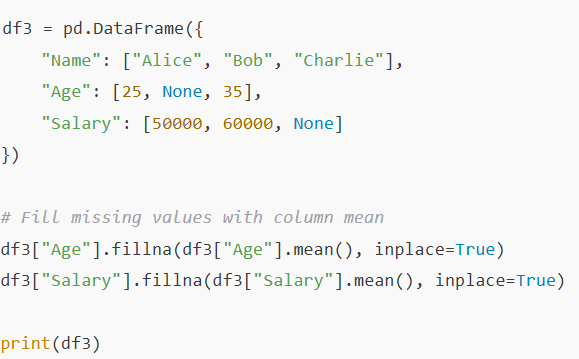 df3 = pd.DataFrame({
    "Name": ["Alice", "Bob", "Charlie"],
    "Age": [25, None, 35],
    "Salary": [50000, 60000, None]
})

# Fill missing values with column mean
df3["Age"].fillna(df3["Age"].mean(), inplace=True)
df3["Salary"].fillna(df3["Salary"].mean(), inplace=True)

print(df3)